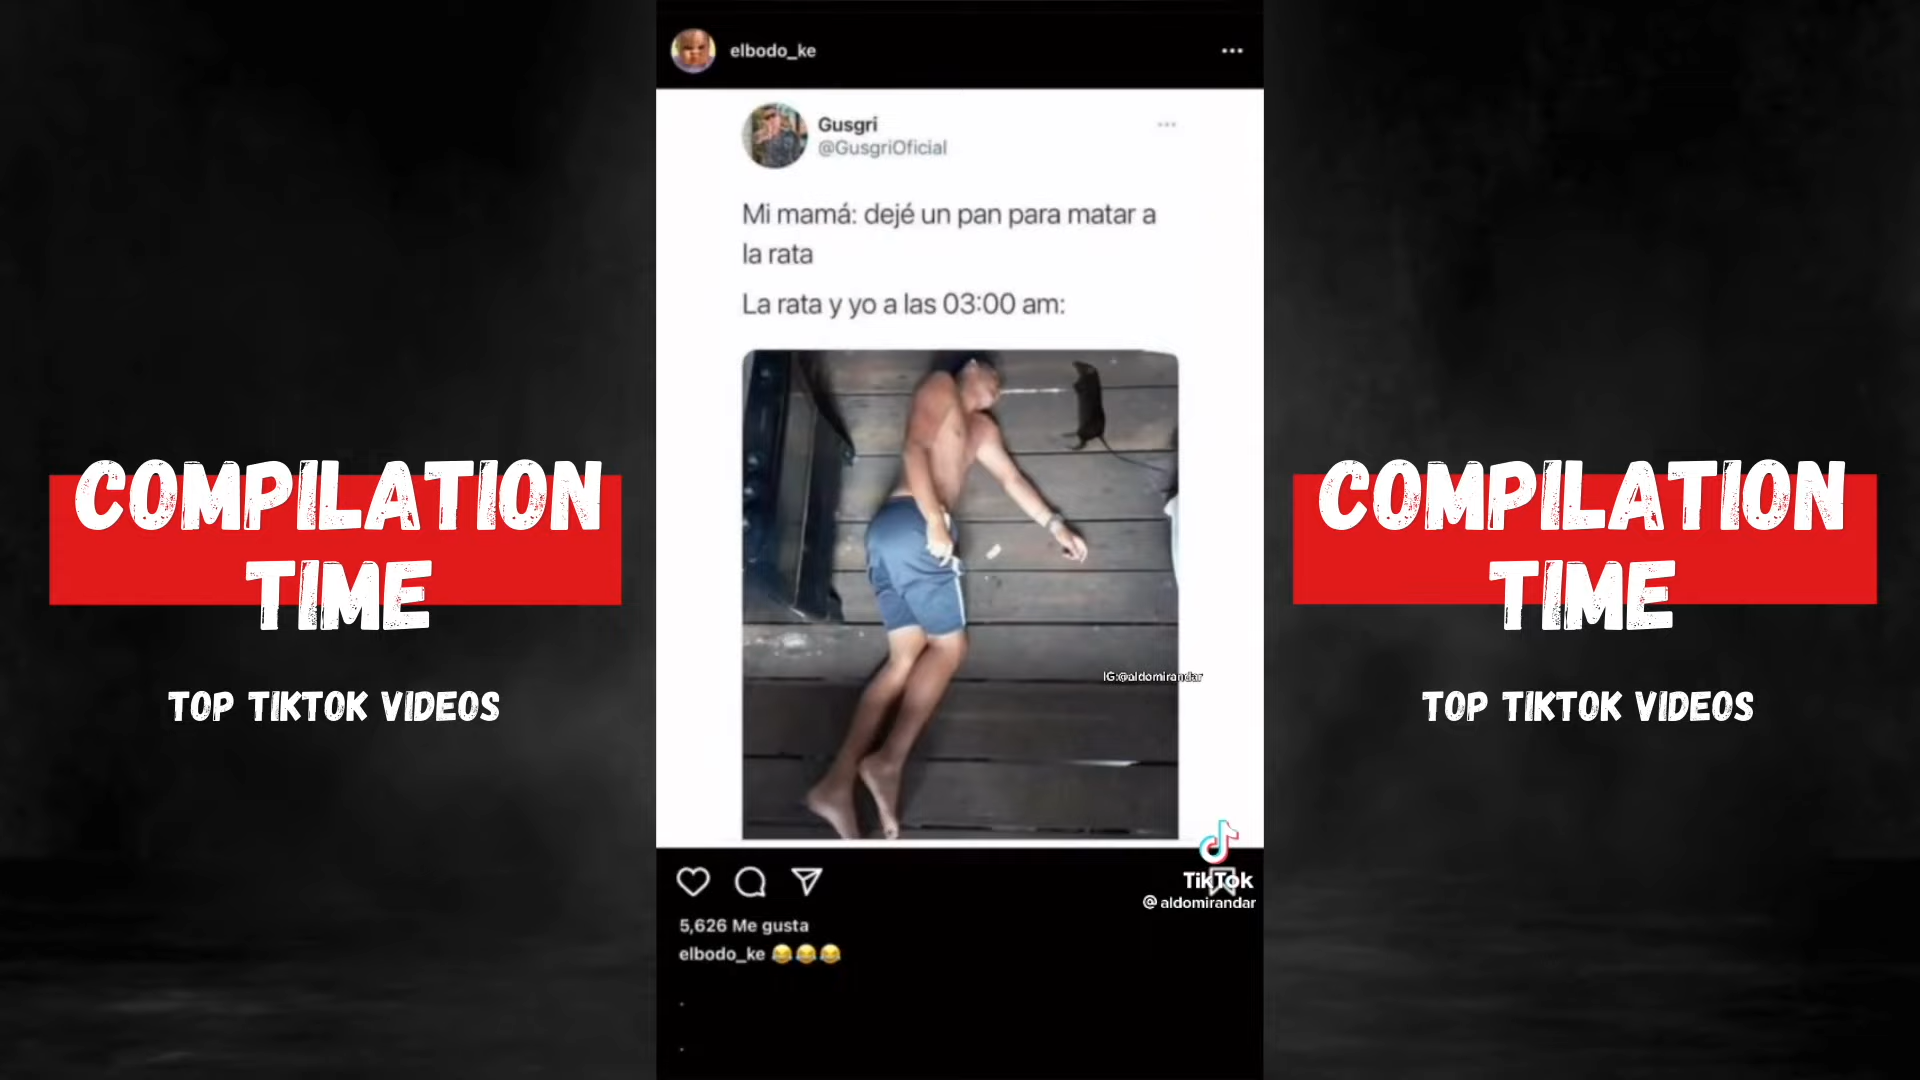 elbodo_ke
Gusgri
@GusgriOficial
Mi mamá: dejé un pan para matar a
la rata
La rata y yo a las 03:00 am:
COMPILATION
TIME
TOP TIKTOK VIDEOS
COMPILATION
TIME
TOP TIKTOK VIDEOS
IG:@aldomirandar
TikTok
@aldomirandar
5,626 Me gusta
elbodo_ke 😂😂😂
.
.